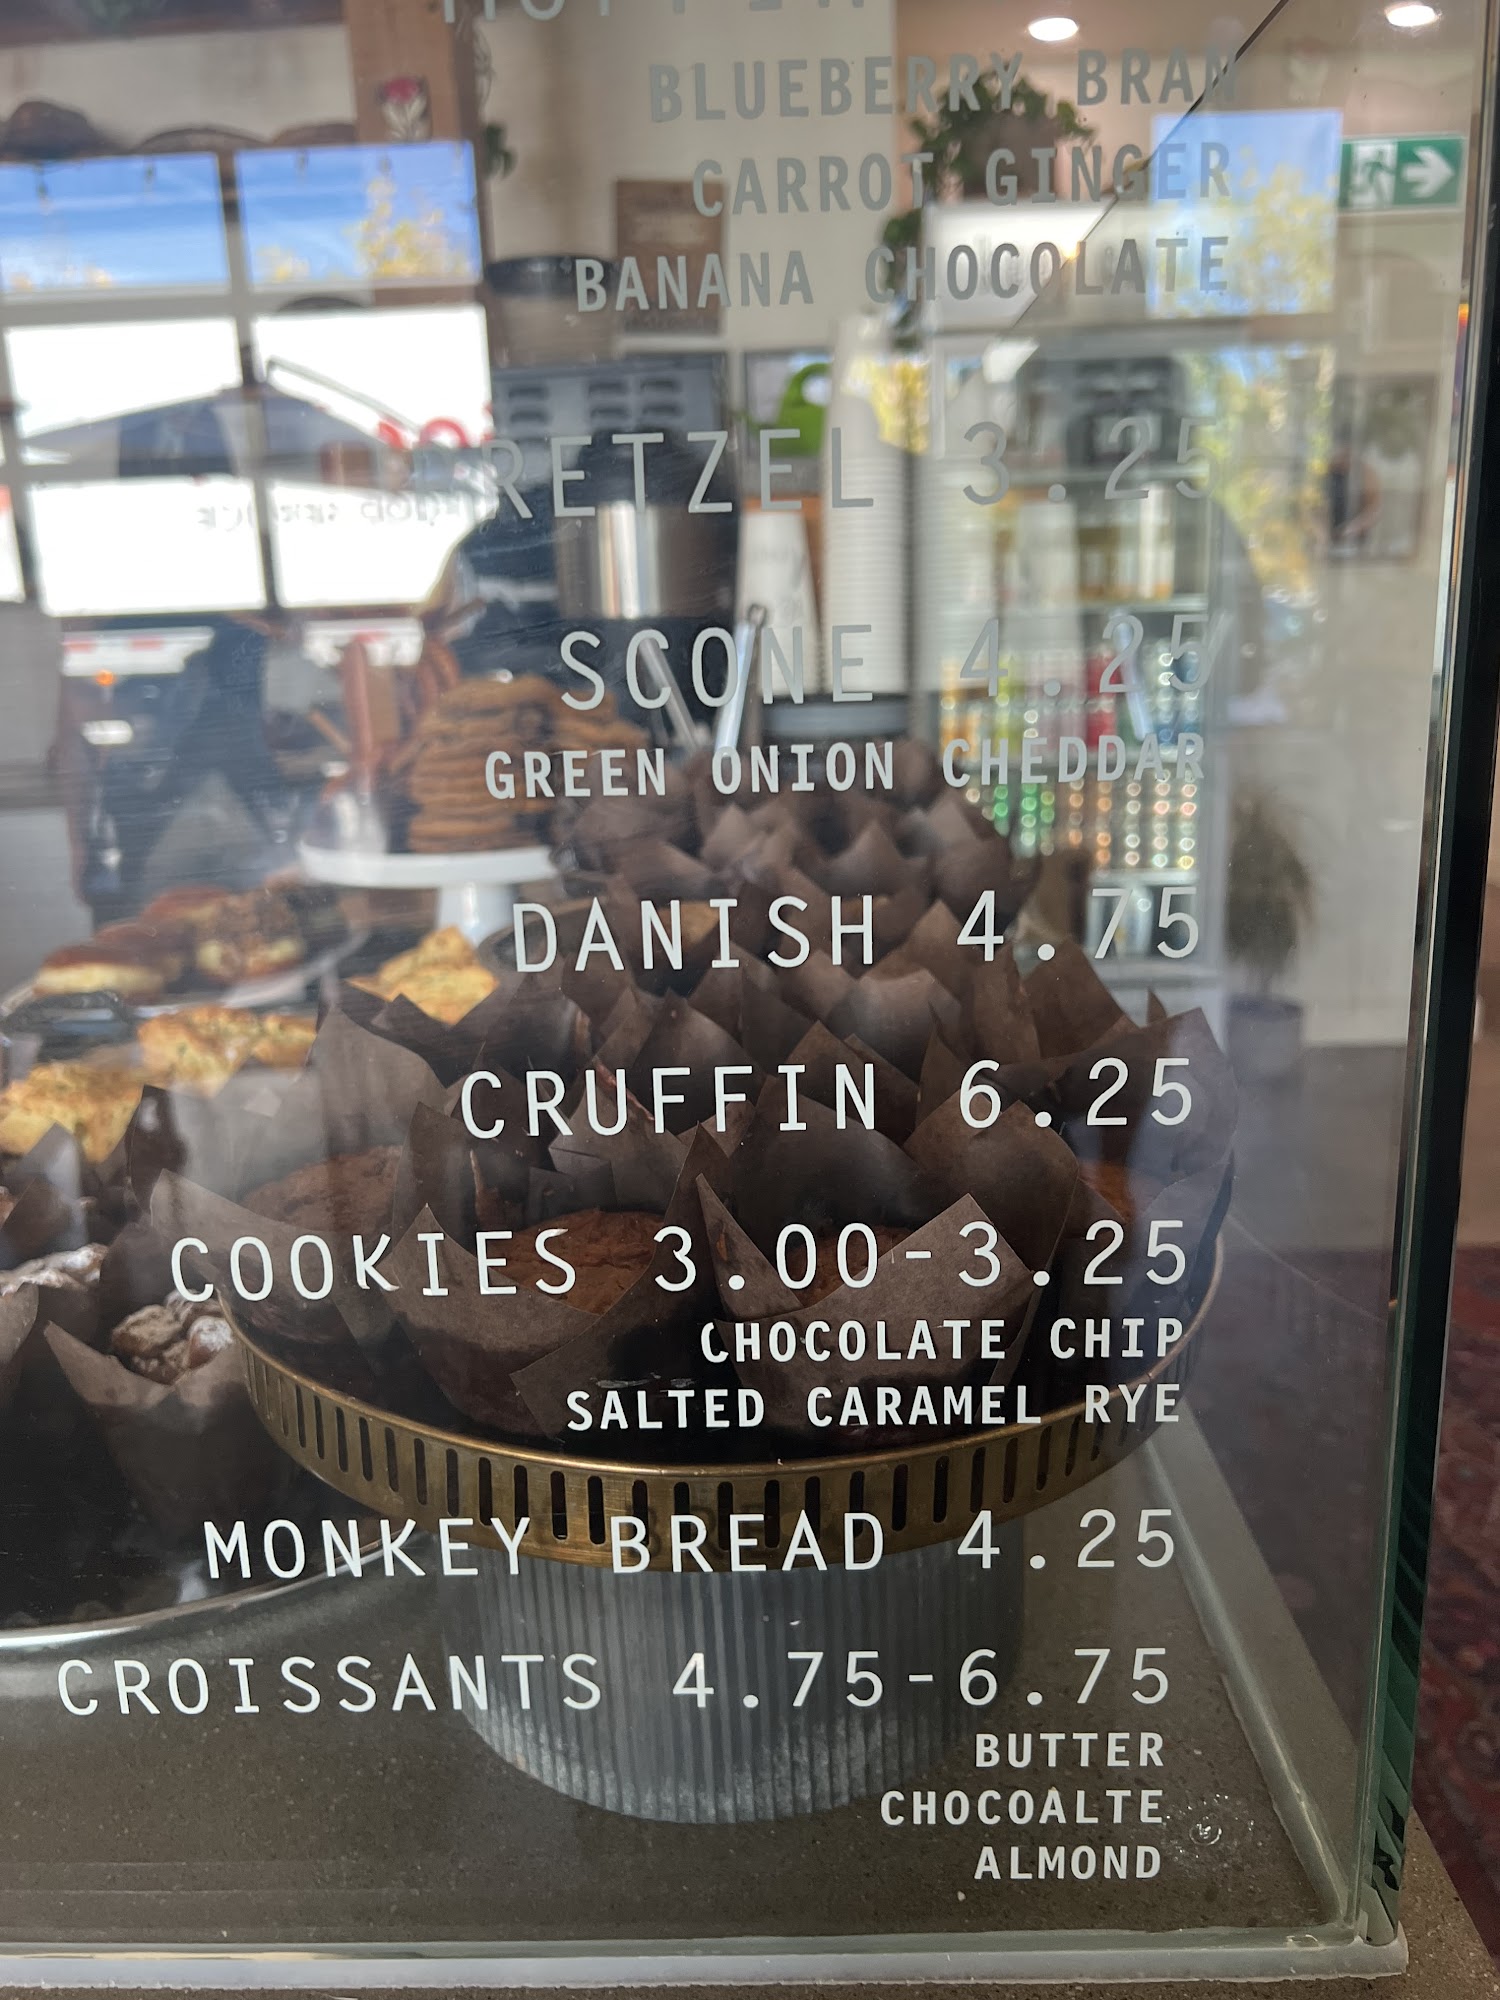 BLUEBERRY BRAN
CARROT GINGER
BANANA CHOCOLATE
PRETZEL 3.25
SCONE 4.25
GREEN ONION CHEDDAR
DANISH 4.75
CRUFFIN 6.25
COOKIES 3.00-3.25
CHOCOLATE CHIP
SALTED CARAMEL RYE
MONKEY BREAD 4.25
CROISSANTS 4.75-6.75
BUTTER
CHOCOALTE
ALMOND